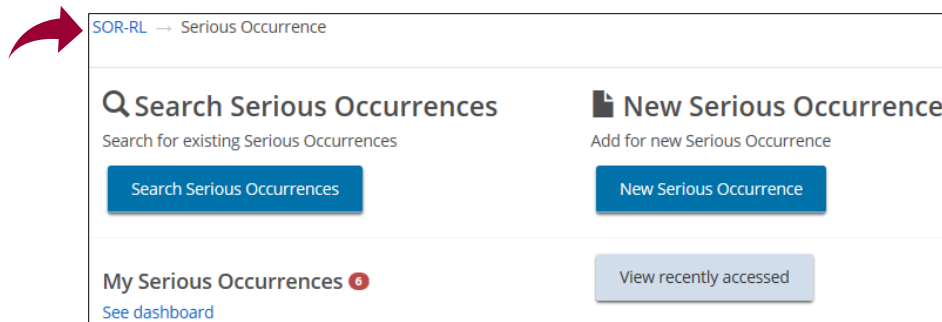 SOR-RL → Serious Occurrence
Search Serious Occurrences
Search for existing Serious Occurrences
Search Serious Occurrences
New Serious Occurrence
Add for new Serious Occurrence
New Serious Occurrence
My Serious Occurrences 6
See dashboard
View recently accessed